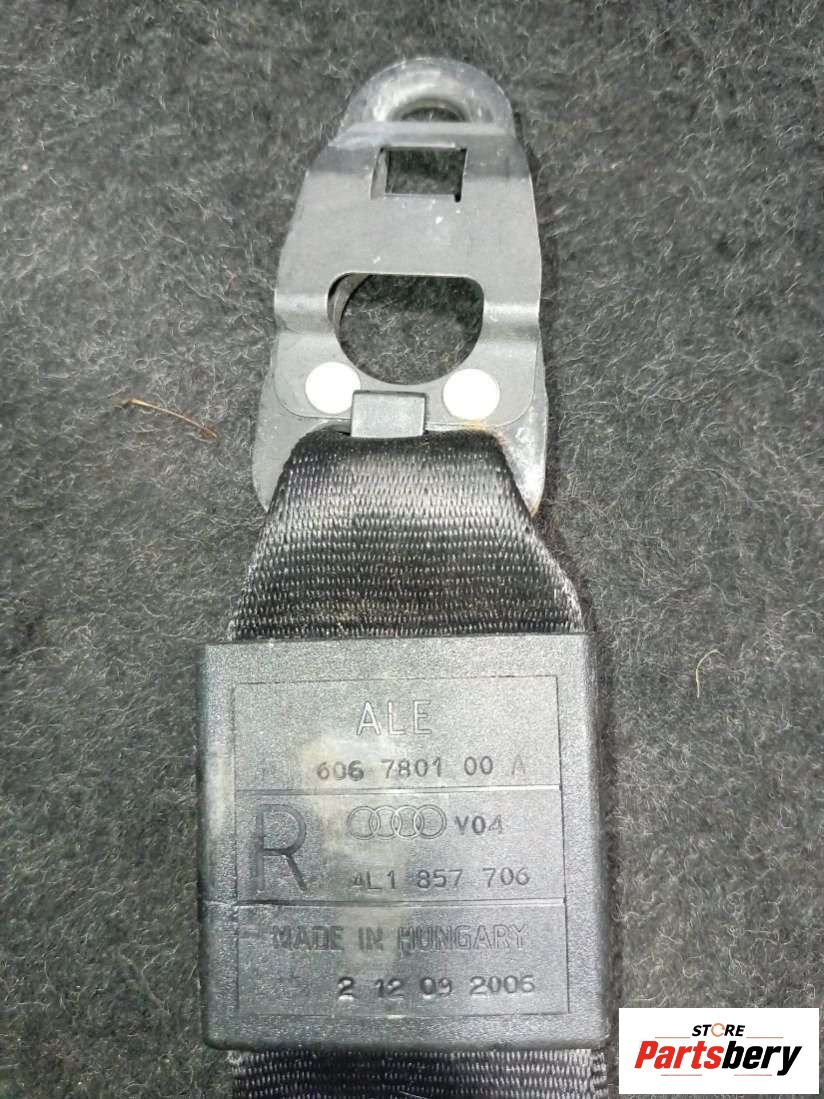 ALE
606 7801 00 A
R
V04
4L1 857 706
MADE IN HUNGARY
2 12 09 2006
STORE
Partsbery